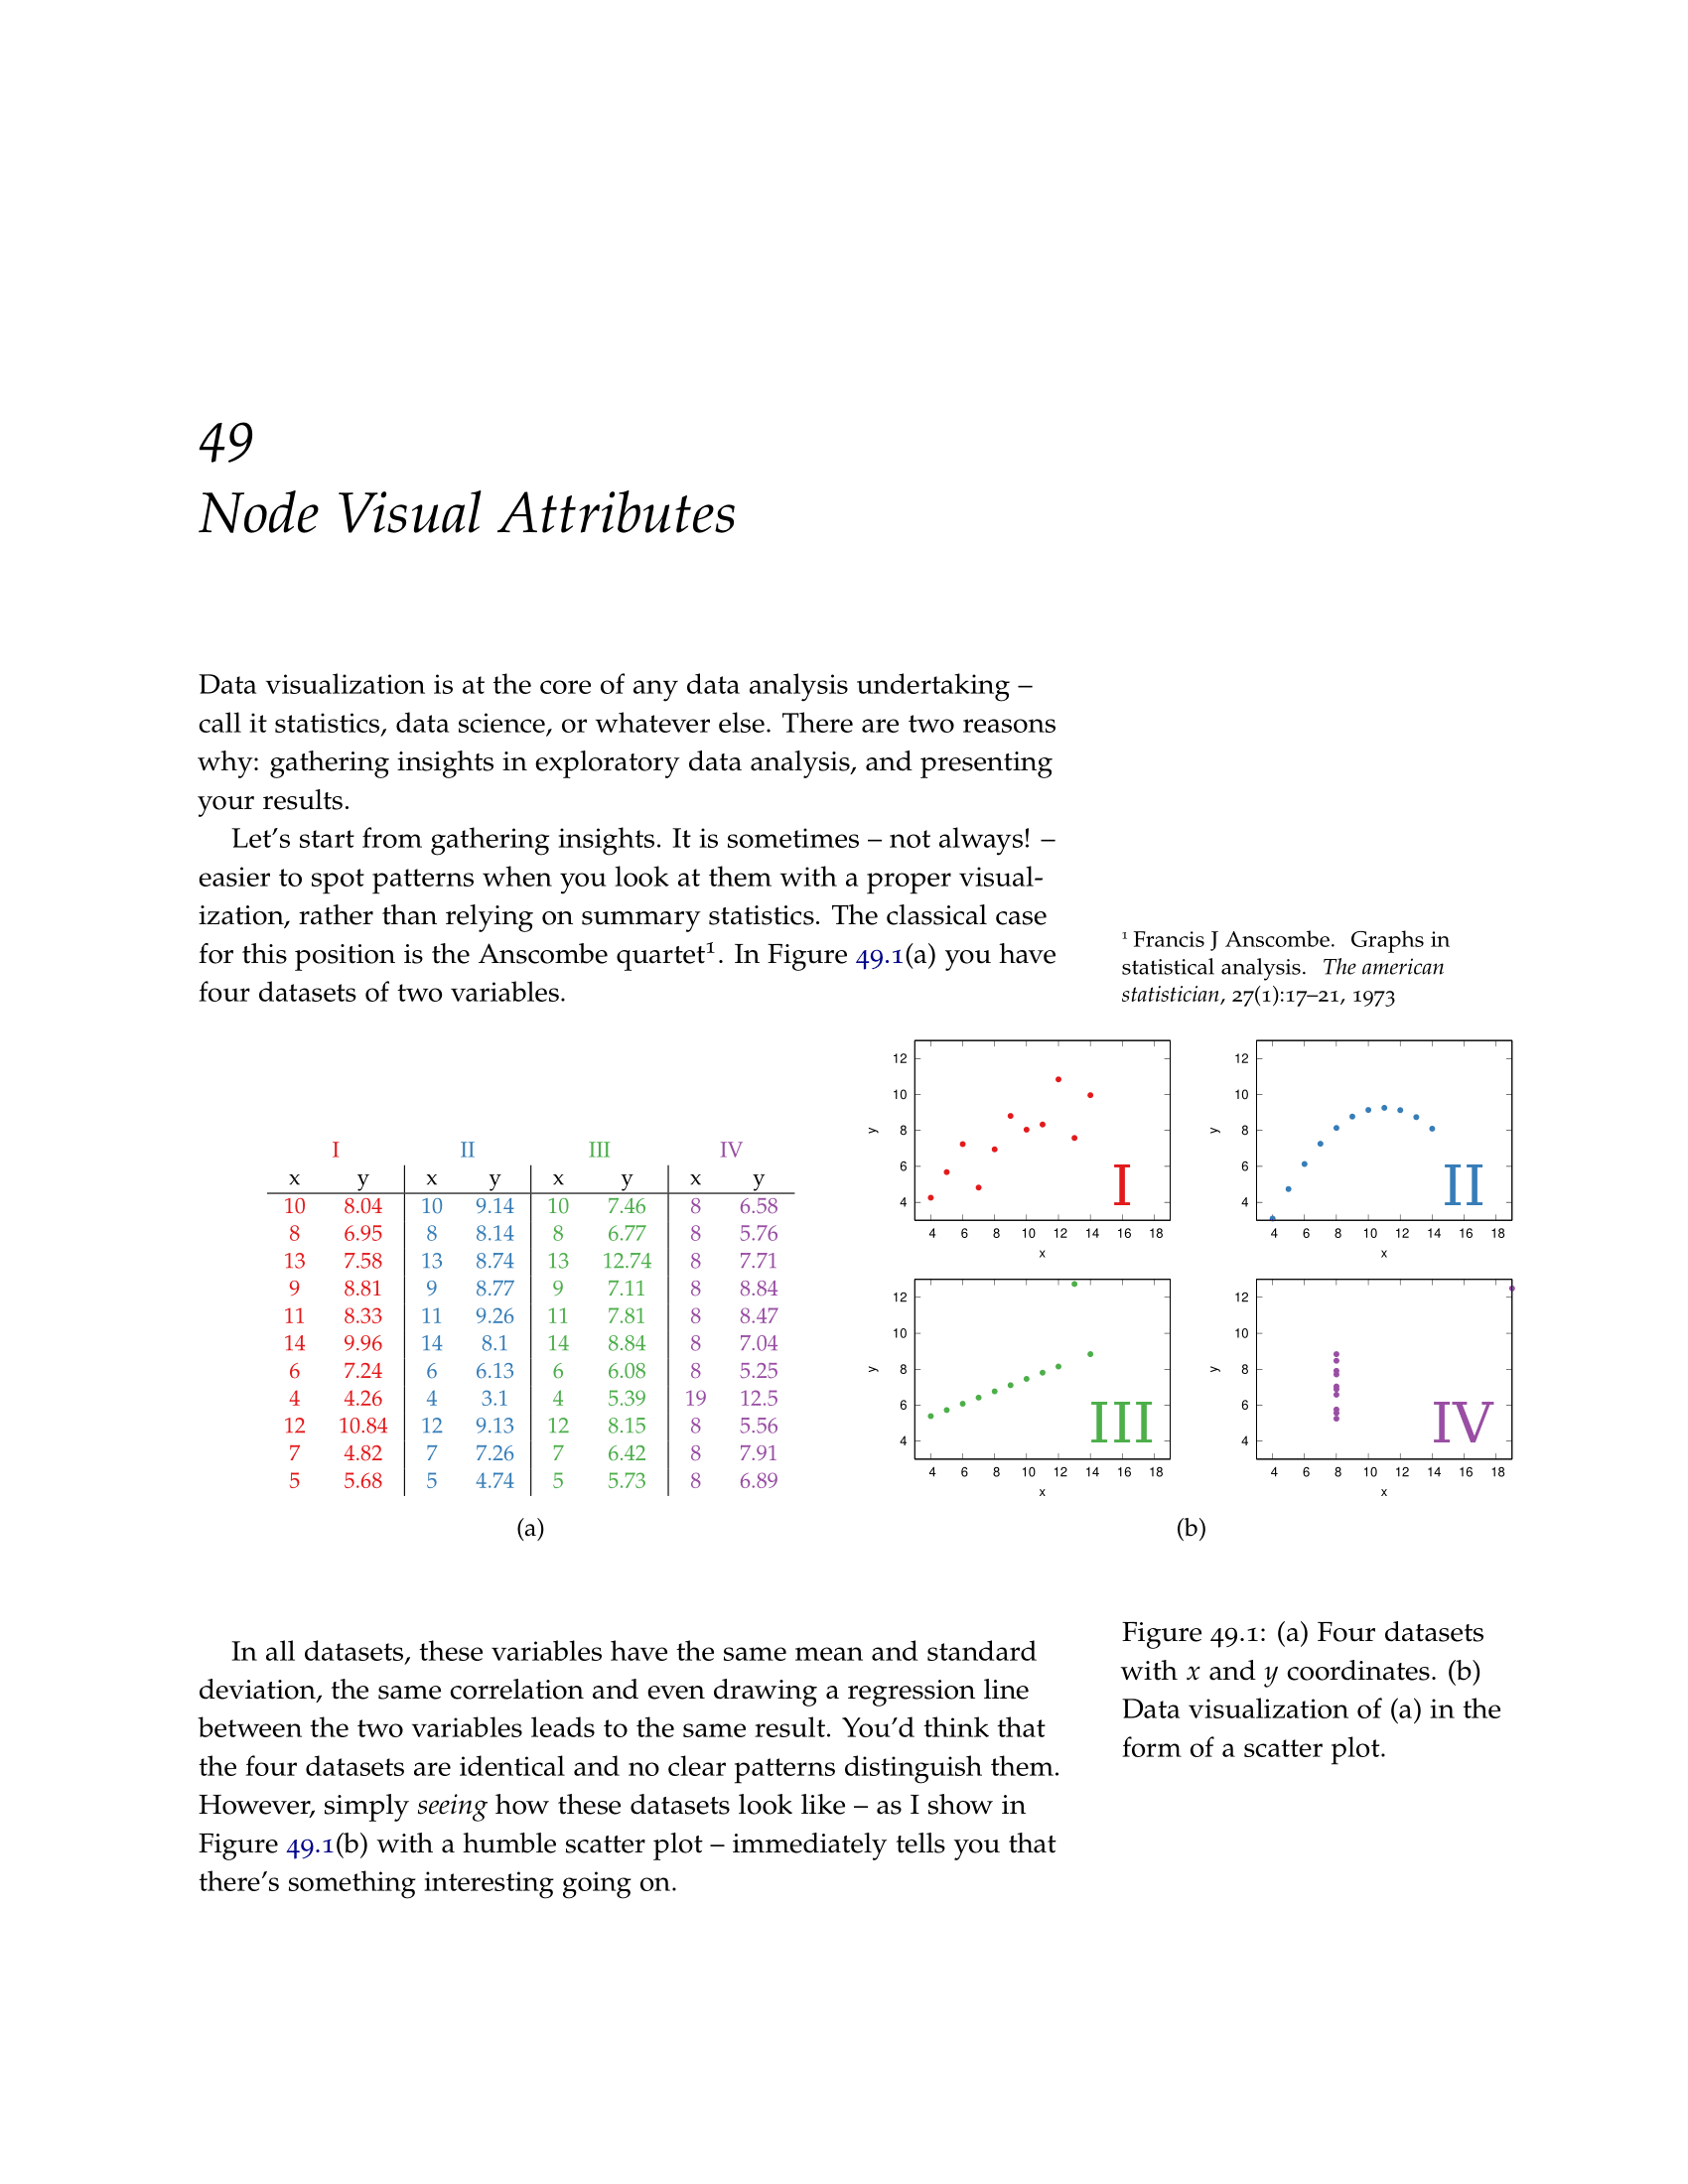 49
Node Visual Attributes
Data visualization is at the core of any data analysis undertaking –
call it statistics, data science, or whatever else. There are two reasons
why: gathering insights in exploratory data analysis, and presenting
your results.
Let's start from gathering insights. It is sometimes – not always! –
easier to spot patterns when you look at them with a proper visual-
ization, rather than relying on summary statistics. The classical case
for this position is the Anscombe quartet¹. In Figure 49.1(a) you have
four datasets of two variables.
¹ Francis J Anscombe. Graphs in
statistical analysis. The american
statistician, 27(1):17–21, 1973
I II III IV
x y x y x y x y
10 8.04 10 9.14 10 7.46 8 6.58
8 6.95 8 8.14 8 6.77 8 5.76
13 7.58 13 8.74 13 12.74 8 7.71
9 8.81 9 8.77 9 7.11 8 8.84
11 8.33 11 9.26 11 7.81 8 8.47
14 9.96 14 8.1 14 8.84 8 7.04
6 7.24 6 6.13 6 6.08 8 5.25
4 4.26 4 3.1 4 5.39 19 12.5
12 10.84 12 9.13 12 8.15 8 5.56
7 4.82 7 7.26 7 6.42 8 7.91
5 5.68 5 4.74 5 5.73 8 6.89
(a)
12
10
8
6
4
y
I
4 6 8 10 12 14 16 18
x
12
10
8
6
4
y
II
4 6 8 10 12 14 16 18
x
12
10
8
6
4
y
III
4 6 8 10 12 14 16 18
x
12
10
8
6
4
y
IV
4 6 8 10 12 14 16 18
x
(b)
Figure 49.1: (a) Four datasets
with x and y coordinates. (b)
Data visualization of (a) in the
form of a scatter plot.
In all datasets, these variables have the same mean and standard
deviation, the same correlation and even drawing a regression line
between the two variables leads to the same result. You'd think that
the four datasets are identical and no clear patterns distinguish them.
However, simply seeing how these datasets look like – as I show in
Figure 49.1(b) with a humble scatter plot – immediately tells you that
there's something interesting going on.